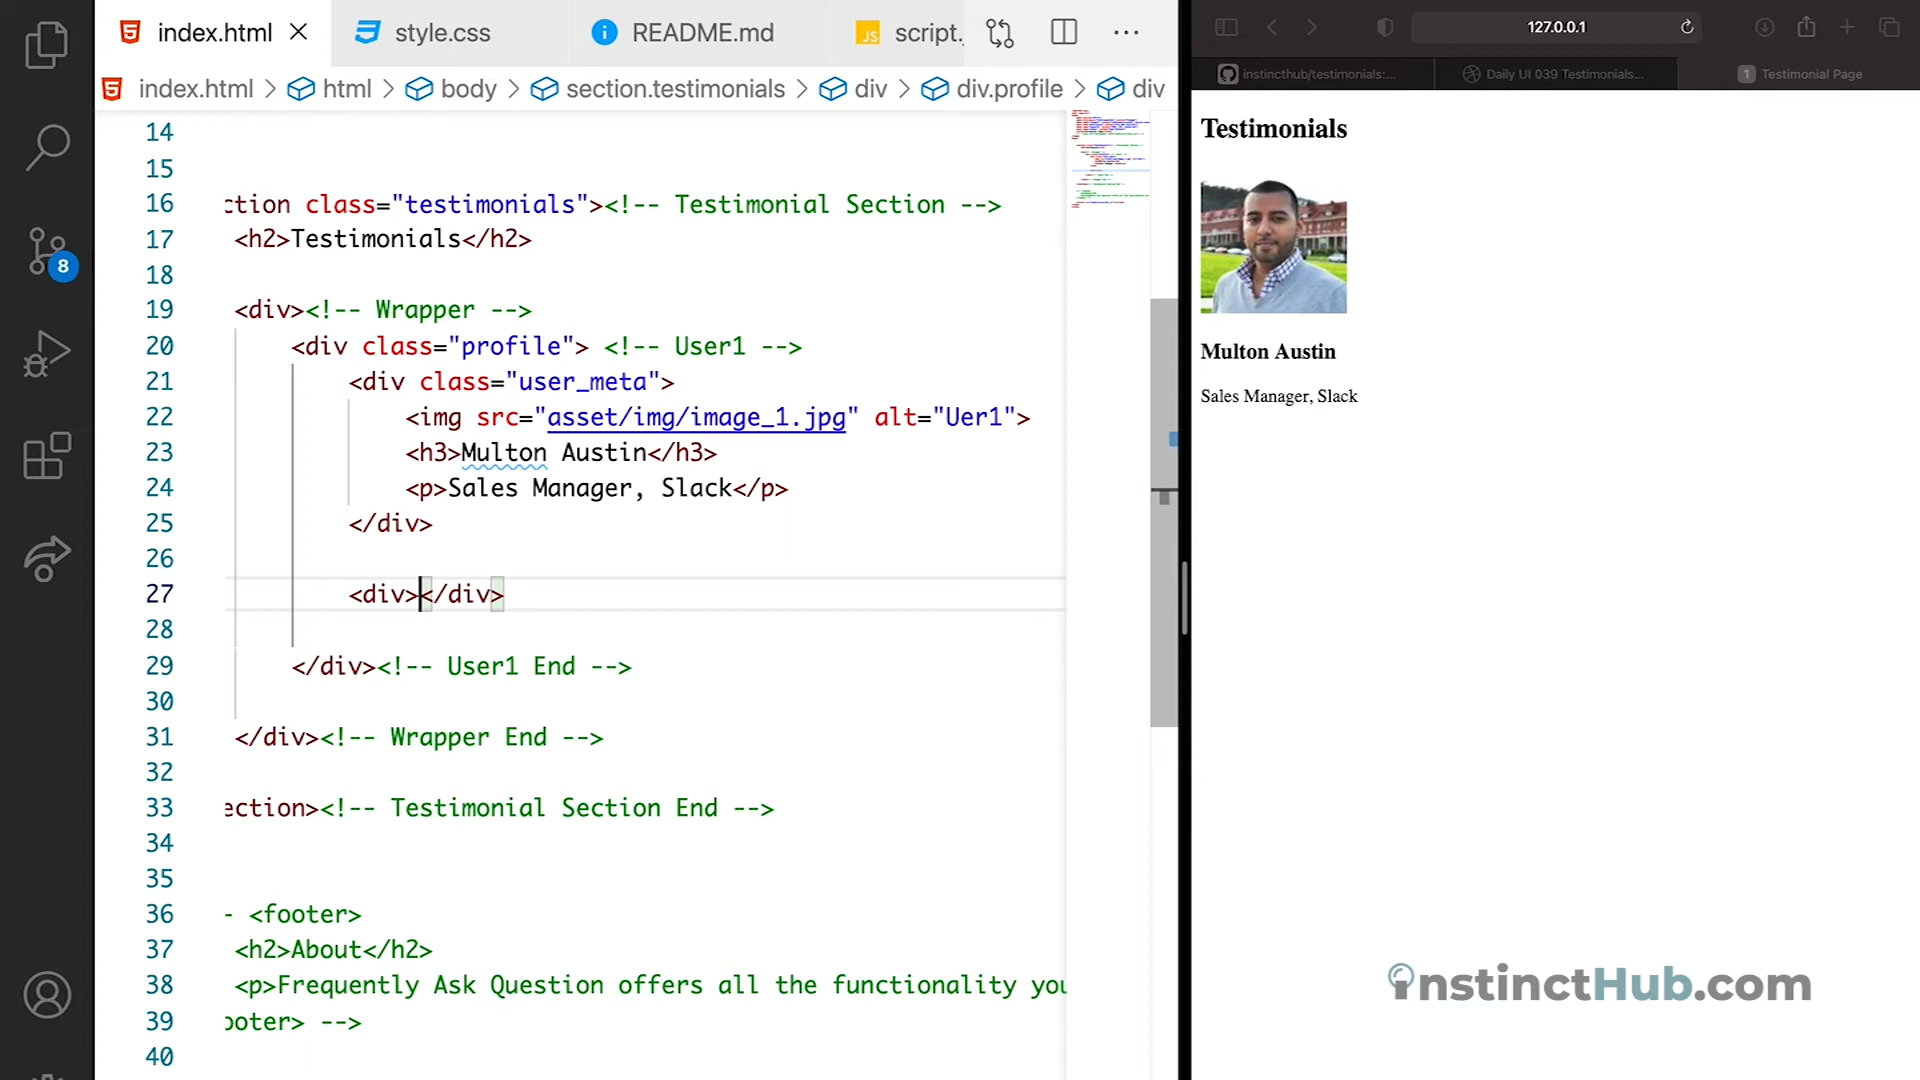 index.html
style.css
README.md
JS script.
index.html > html > body > section.testimonials > div > div.profile > div
14
15
16 ction class="testimonials"><!-- Testimonial Section -->
17 <h2>Testimonials</h2>
18
19 <div><!-- Wrapper -->
20 <div class="profile"> <!-- User1 -->
21 <div class="user_meta">
22 <img src="asset/img/image_1.jpg" alt="Uer1">
23 <h3>Multon Austin</h3>
24 <p>Sales Manager, Slack</p>
25 </div>
26
27 <div></div>
28
29 </div><!-- User1 End -->
30
31 </div><!-- Wrapper End -->
32
33 ection><!-- Testimonial Section End -->
34
35
36 - <footer>
37 <h2>About</h2>
38 <p>Frequently Ask Question offers all the functionality you
39 ooter> -->
40
8
127.0.0.1
instincthub/testimonials:...
Daily UI 039 Testimonials...
1 Testimonial Page
Testimonials
Multon Austin
Sales Manager, Slack
instinctHub.com